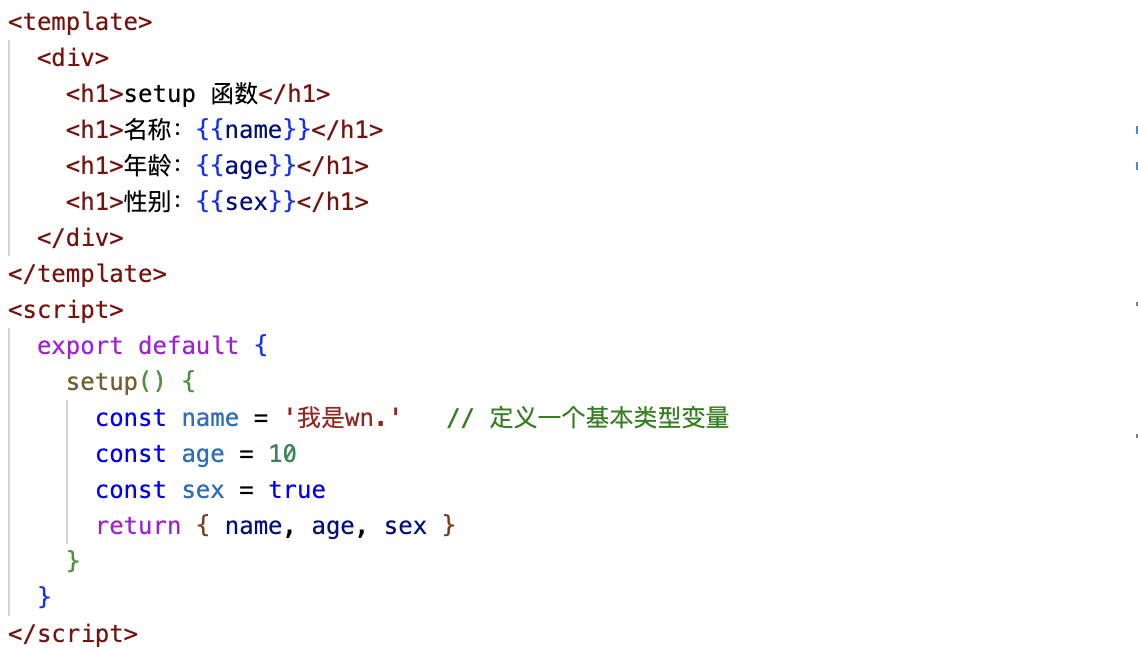 <template>
  <div>
    <h1>setup 函数</h1>
    <h1>名称：{{name}}</h1>
    <h1>年龄：{{age}}</h1>
    <h1>性别：{{sex}}</h1>
  </div>
</template>
<script>
  export default {
    setup() {
      const name = '我是wn.'   // 定义一个基本类型变量
      const age = 10
      const sex = true
      return { name, age, sex }
    }
  }
</script>